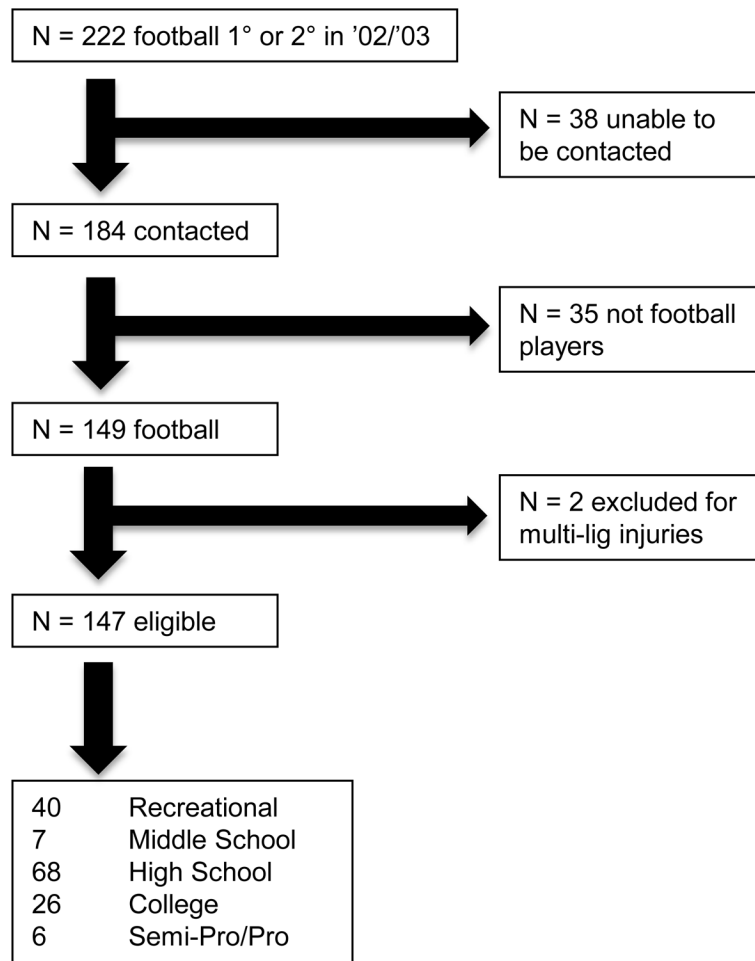 N = 222 football 1° or 2° in ’02/’03
N = 38 unable to
be contacted
N = 184 contacted
N = 35 not football
players
N = 149 football
N = 2 excluded for
multi-lig injuries
N = 147 eligible
40 Recreational
7 Middle School
68 High School
26 College
6 Semi-Pro/Pro